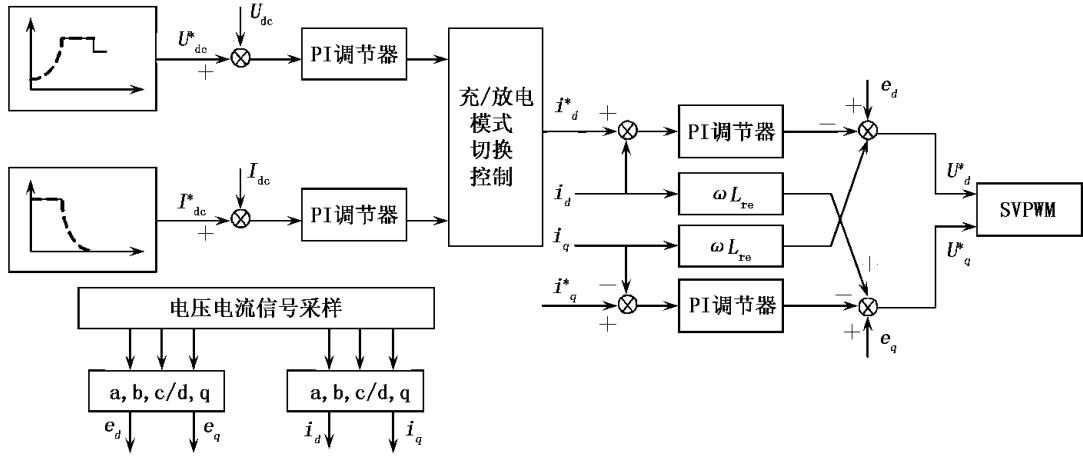 U*dc
+
Udc
PI调节器
I*dc
+
Idc
PI调节器
充/放电
模式
切换
控制
i*d
+
PI调节器
−
+
ed
id
ωLre
iq
ωLre
i*q
−
+
PI调节器
−
+
+
eq
U*d
U*q
SVPWM
电压电流信号采样
a, b, c/d, q
a, b, c/d, q
ed
eq
id
iq